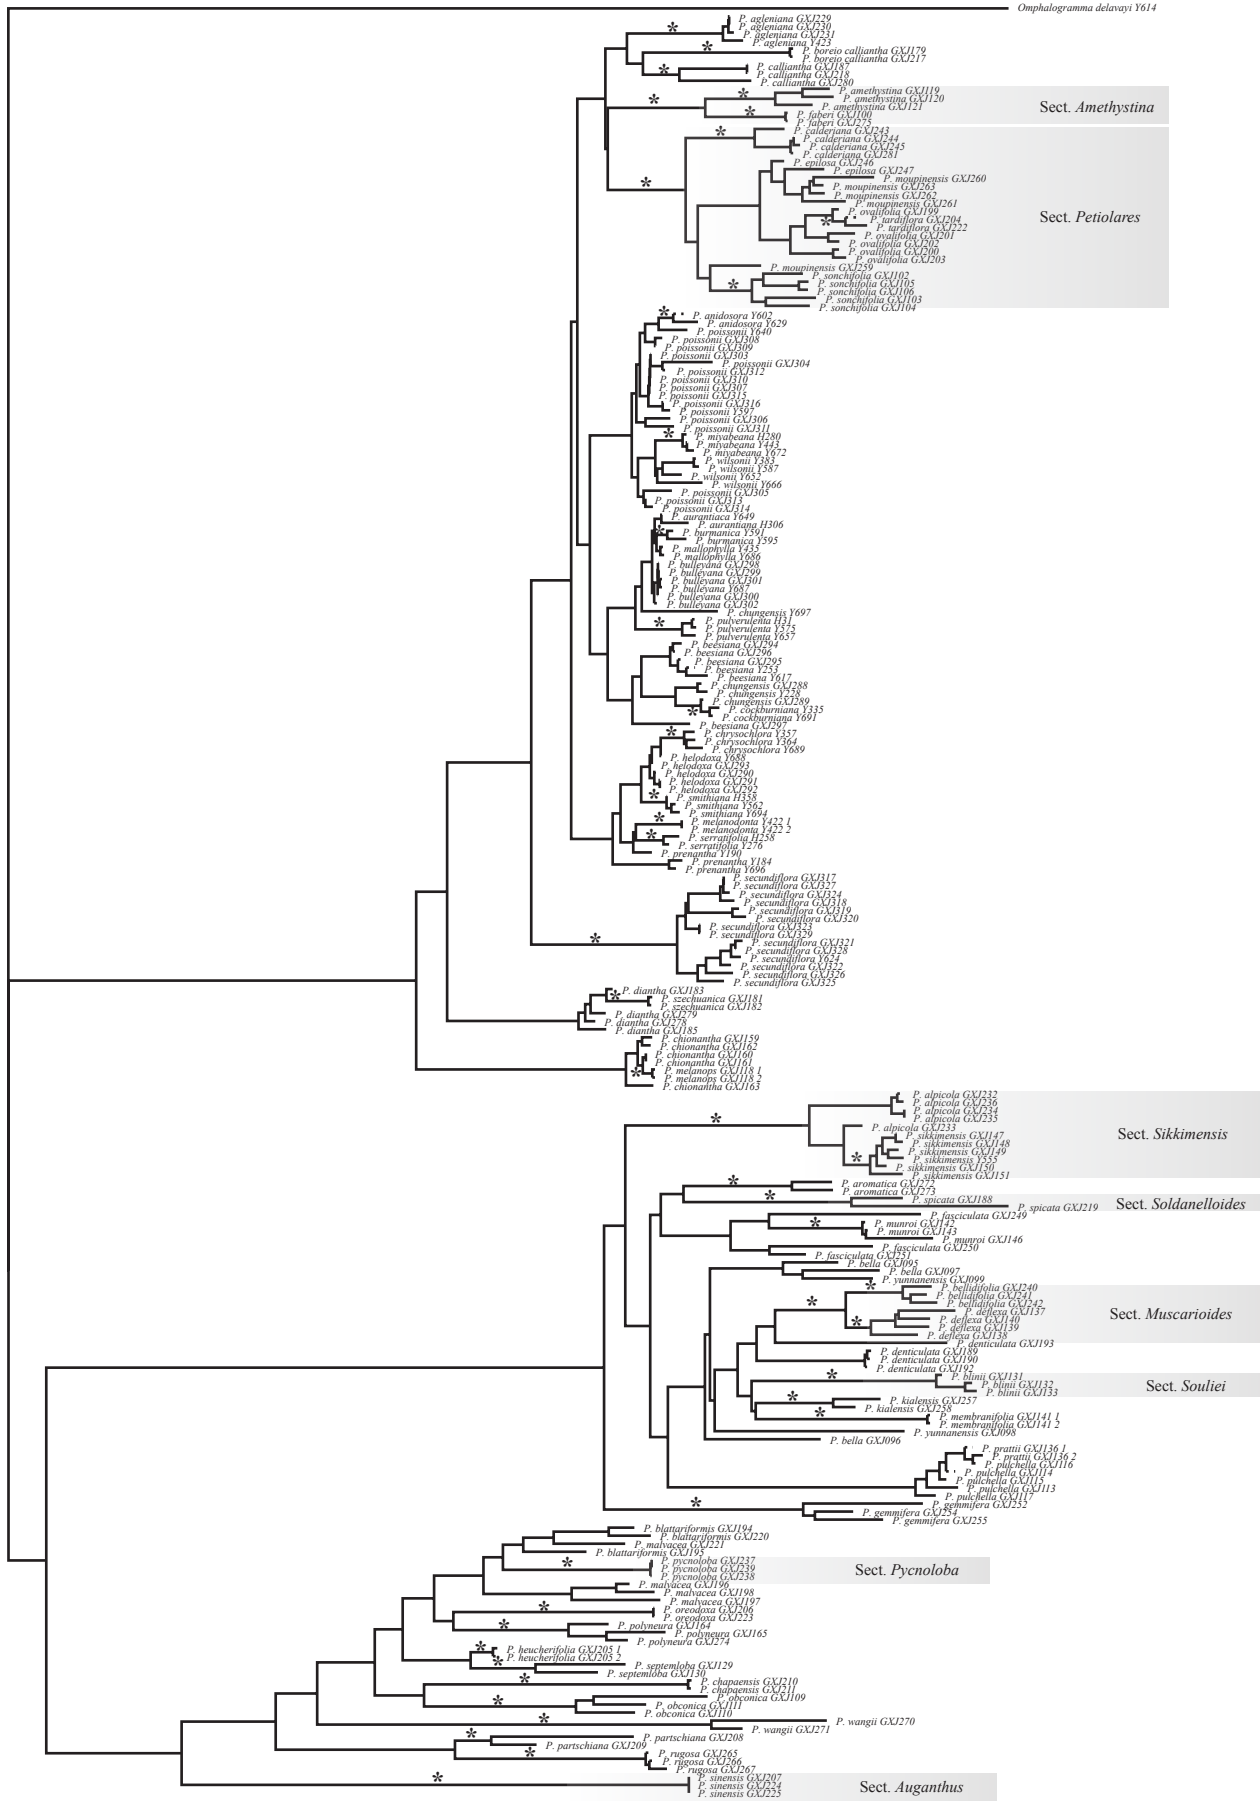 Omphalogramma delavayi Y614
P. agleniana GXJ229
P. agleniana GXJ230
P. agleniana GXJ231
P. agleniana Y423
P. boreio calliantha GXJ179
P. boreio calliantha GXJ217
P. calliantha GXJ187
P. calliantha GXJ218
P. calliantha GXJ280
P. amethystina GXJ119
P. amethystina GXJ120
P. amethystina GXJ121
Sect. Amethystina
P. faberi GXJ100
P. faberi GXJ275
P. calderiana GXJ243
P. calderiana GXJ244
P. calderiana GXJ245
P. calderiana GXJ281
P. epilosa GXJ246
P. epilosa GXJ247
P. moupinensis GXJ260
P. moupinensis GXJ263
P. moupinensis GXJ262
P. moupinensis GXJ261
P. ovalifolia GXJ199
Sect. Petiolares
P. tardiflora GXJ204
P. tardiflora GXJ222
P. ovalifolia GXJ201
P. ovalifolia GXJ202
P. ovalifolia GXJ200
P. ovalifolia GXJ203
P. moupinensis GXJ259
P. sonchifolia GXJ102
P. sonchifolia GXJ105
P. sonchifolia GXJ106
P. sonchifolia GXJ103
P. sonchifolia GXJ104
P. anidosora Y602
P. anidosora Y629
P. poissonii Y640
P. poissonii GXJ308
P. poissonii GXJ309
P. poissonii GXJ303
P. poissonii GXJ304
P. poissonii GXJ312
P. poissonii GXJ310
P. poissonii GXJ307
P. poissonii GXJ315
P. poissonii GXJ316
P. poissonii Y597
P. poissonii GXJ306
P. poissonii GXJ311
P. miyabeana H280
P. miyabeana Y443
P. miyabeana Y672
P. wilsonii Y383
P. wilsonii Y587
P. wilsonii Y652
P. wilsonii Y666
P. poissonii GXJ305
P. poissonii GXJ313
P. poissonii GXJ314
P. aurantiaca Y649
P. aurantiana H306
P. burmanica Y591
P. burmanica Y595
P. mallophylla Y435
P. mallophylla Y686
P. bulleyana GXJ298
P. bulleyana GXJ299
P. bulleyana GXJ301
P. bulleyana Y687
P. bulleyana GXJ300
P. bulleyana GXJ302
P. chungensis Y697
P. pulverulenta H31
P. pulverulenta Y575
P. pulverulenta Y657
P. beesiana GXJ294
P. beesiana GXJ296
P. beesiana GXJ295
P. beesiana Y253
P. beesiana Y617
P. chungensis GXJ288
P. chungensis Y228
P. chungensis GXJ289
P. cockburniana Y335
P. cockburniana Y691
P. beesiana GXJ297
P. chrysochlora Y357
P. chrysochlora Y364
P. chrysochlora Y689
P. helodoxa Y688
P. helodoxa GXJ293
P. helodoxa GXJ290
P. helodoxa GXJ291
P. helodoxa GXJ292
P. smithiana H358
P. smithiana Y562
P. smithiana Y694
P. melanodonta Y422 1
P. melanodonta Y422 2
P. serratifolia H258
P. serratifolia Y276
P. prenantha Y190
P. prenantha Y184
P. prenantha Y696
P. secundiflora GXJ317
P. secundiflora GXJ327
P. secundiflora GXJ324
P. secundiflora GXJ318
P. secundiflora GXJ319
P. secundiflora GXJ320
P. secundiflora GXJ323
P. secundiflora GXJ329
P. secundiflora GXJ321
P. secundiflora GXJ328
P. secundiflora Y624
P. secundiflora GXJ322
P. secundiflora GXJ326
P. secundiflora GXJ325
P. diantha GXJ183
P. szechuanica GXJ181
P. szechuanica GXJ182
P. diantha GXJ279
P. diantha GXJ278
P. diantha GXJ185
P. chionantha GXJ159
P. chionantha GXJ162
P. chionantha GXJ160
P. chionantha GXJ161
P. melanops GXJ118 1
P. melanops GXJ118 2
P. chionantha GXJ163
P. alpicola GXJ232
P. alpicola GXJ236
P. alpicola GXJ234
P. alpicola GXJ235
P. alpicola GXJ233
Sect. Sikkimensis
P. sikkimensis GXJ147
P. sikkimensis GXJ148
P. sikkimensis GXJ149
P. sikkimensis Y555
P. sikkimensis GXJ150
P. sikkimensis GXJ151
P. aromatica GXJ272
P. aromatica GXJ273
P. spicata GXJ188
Sect. Soldanelloides
P. spicata GXJ219
P. fasciculata GXJ249
P. munroi GXJ142
P. munroi GXJ143
P. munroi GXJ146
P. fasciculata GXJ250
P. fasciculata GXJ251
P. bella GXJ095
P. bella GXJ097
P. yunnanensis GXJ099
P. bellidifolia GXJ240
P. bellidifolia GXJ241
P. bellidifolia GXJ242
P. deflexa GXJ137
Sect. Muscarioides
P. deflexa GXJ140
P. deflexa GXJ139
P. deflexa GXJ138
P. denticulata GXJ193
P. denticulata GXJ189
P. denticulata GXJ190
P. denticulata GXJ192
P. blinii GXJ131
P. blinii GXJ132
Sect. Souliei
P. blinii GXJ133
P. kialensis GXJ257
P. kialensis GXJ258
P. membranifolia GXJ141 1
P. membranifolia GXJ141 2
P. yunnanensis GXJ098
P. bella GXJ096
P. prattii GXJ136 1
P. prattii GXJ136 2
P. pulchella GXJ116
P. pulchella GXJ114
P. pulchella GXJ115
P. pulchella GXJ113
P. pulchella GXJ117
P. gemmifera GXJ252
P. gemmifera GXJ254
P. gemmifera GXJ255
P. blattariformis GXJ194
P. blattariformis GXJ220
P. malvacea GXJ221
P. blattariformis GXJ195
P. pycnoloba GXJ237
P. pycnoloba GXJ239
Sect. Pycnoloba
P. pycnoloba GXJ238
P. malvacea GXJ196
P. malvacea GXJ198
P. malvacea GXJ197
P. oreodoxa GXJ206
P. oreodoxa GXJ223
P. polyneura GXJ164
P. polyneura GXJ165
P. polyneura GXJ274
P. heucherifolia GXJ205 1
P. heucherifolia GXJ205 2
P. septemloba GXJ129
P. septemloba GXJ130
P. chapaensis GXJ210
P. chapaensis GXJ211
P. obconica GXJ109
P. obconica GXJ111
P. obconica GXJ110
P. wangii GXJ270
P. wangii GXJ271
P. partschiana GXJ208
P. partschiana GXJ209
P. rugosa GXJ265
P. rugosa GXJ266
P. rugosa GXJ267
P. sinensis GXJ207
P. sinensis GXJ224
Sect. Auganthus
P. sinensis GXJ225